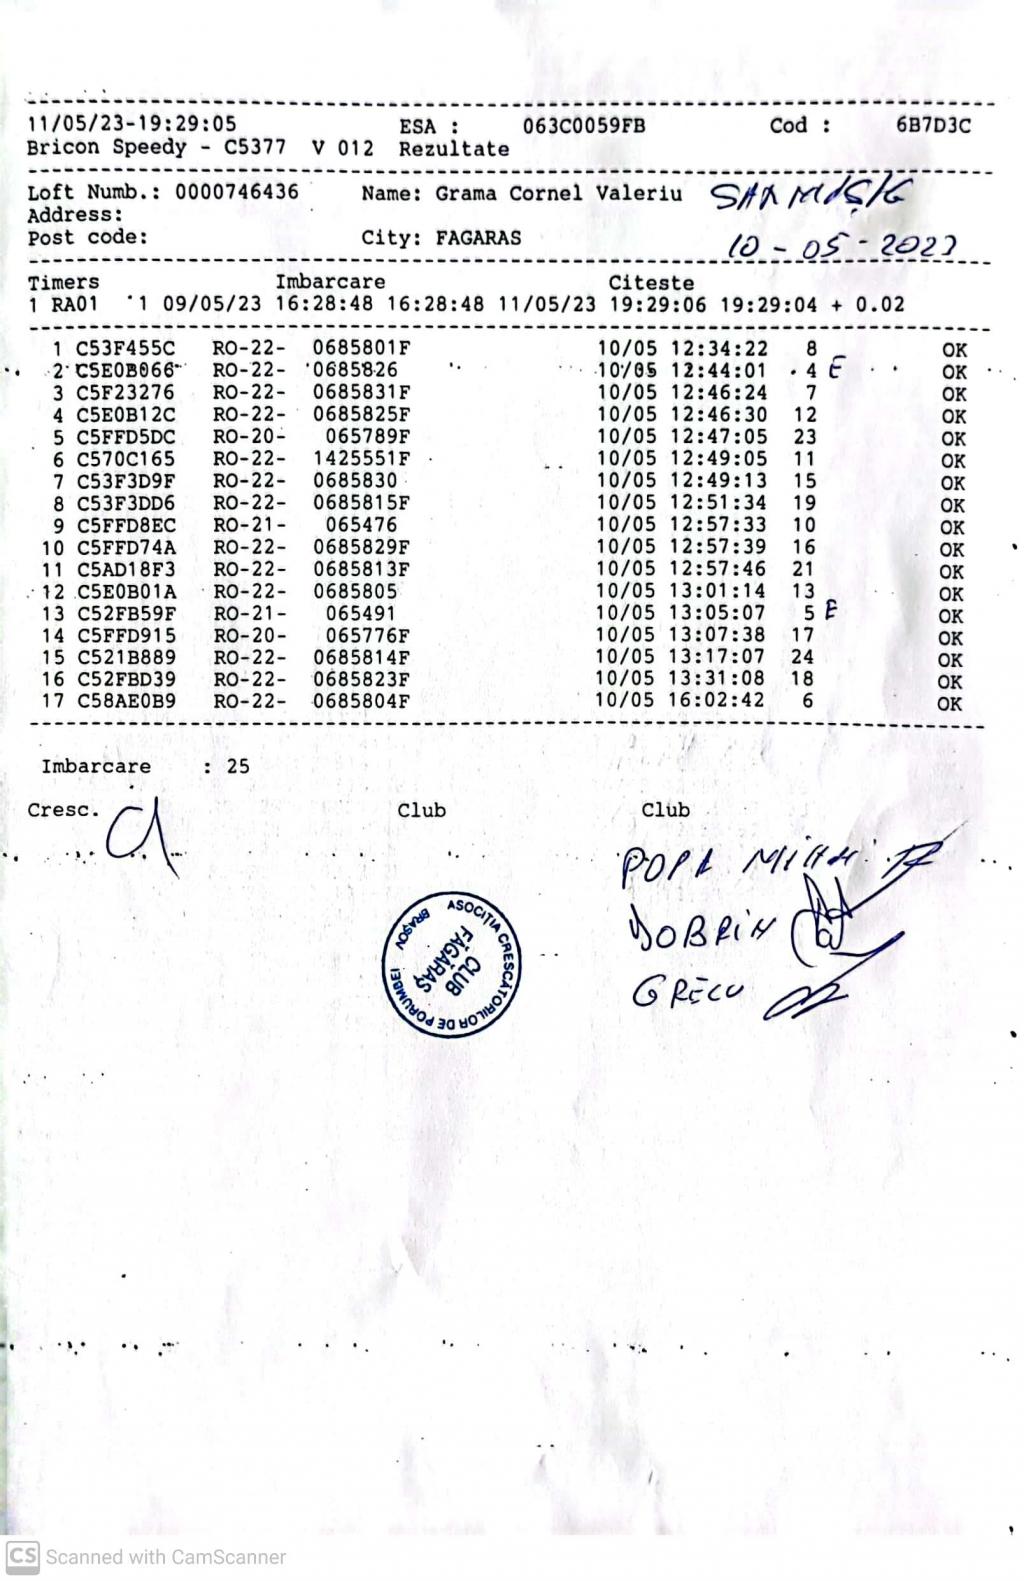 11/05/23-19:29:05 ESA : 063C0059FB Cod : 6B7D3C
Bricon Speedy - C5377 V 012 Rezultate
Loft Numb.: 0000746436 Name: Grama Cornel Valeriu
Address:
Post code: City: FAGARAS 10-05-2023
Timers Imbarcare Citeste
1 RA01 1 09/05/23 16:28:48 16:28:48 11/05/23 19:29:06 19:29:04 + 0.02
1 C53F455C RO-22- 0685801F 10/05 12:34:22 8 OK
2 C5E0B066 RO-22- 0685826 10/05 12:44:01 4 E OK
3 C5F23276 RO-22- 0685831F 10/05 12:46:24 7 OK
4 C5E0B12C RO-22- 0685825F 10/05 12:46:30 12 OK
5 C5FFD5DC RO-20- 065789F 10/05 12:47:05 23 OK
6 C570C165 RO-22- 1425551F 10/05 12:49:05 11 OK
7 C53F3D9F RO-22- 0685830 10/05 12:49:13 15 OK
8 C53F3DD6 RO-22- 0685815F 10/05 12:51:34 19 OK
9 C5FFD8EC RO-21- 065476 10/05 12:57:33 10 OK
10 C5FFD74A RO-22- 0685829F 10/05 12:57:39 16 OK
11 C5AD18F3 RO-22- 0685813F 10/05 12:57:46 21 OK
12 C5E0B01A RO-22- 0685805 10/05 13:01:14 13 OK
13 C52FB59F RO-21- 065491 10/05 13:05:07 5 E OK
14 C5FFD915 RO-20- 065776F 10/05 13:07:38 17 OK
15 C521B889 RO-22- 0685814F 10/05 13:17:07 24 OK
16 C52FBD39 RO-22- 0685823F 10/05 13:31:08 18 OK
17 C58AE0B9 RO-22- 0685804F 10/05 16:02:42 6 OK
Imbarcare : 25
Cresc. Club Club
POPA MIHAI
DOBRIN
GRECU
ASOCIȚIA CRESCĂTORILOR DE PORUMBEI BRAȘOV
CLUB
FĂGĂRAȘ
CS Scanned with CamScanner